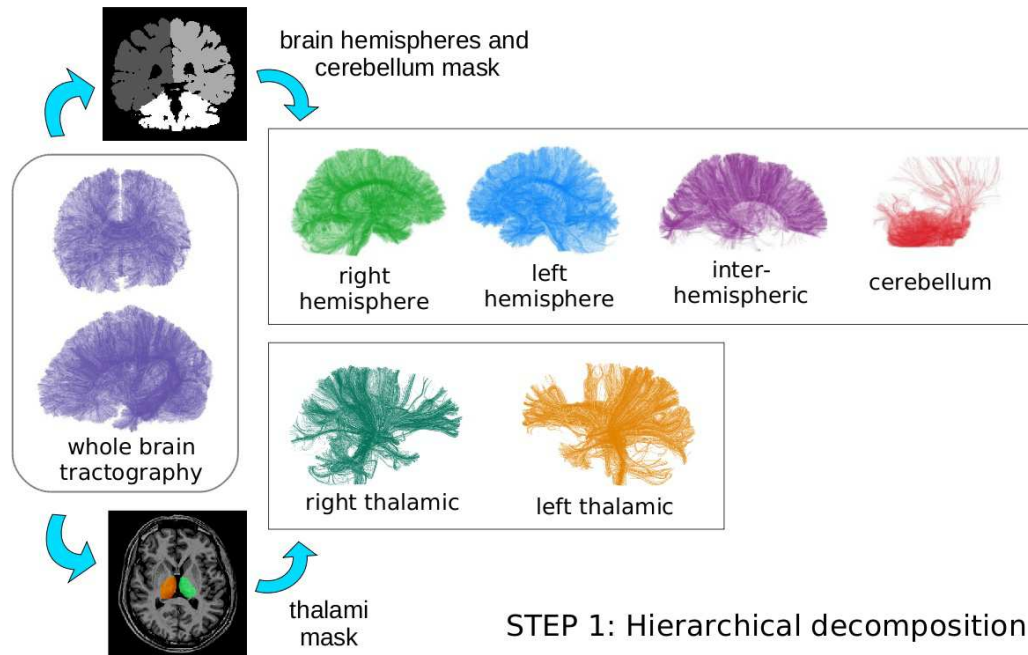 brain hemispheres and
cerebellum mask
right
hemisphere
left
hemisphere
inter-
hemispheric
cerebellum
whole brain
tractography
right thalamic
left thalamic
thalami
mask
STEP 1: Hierarchical decomposition